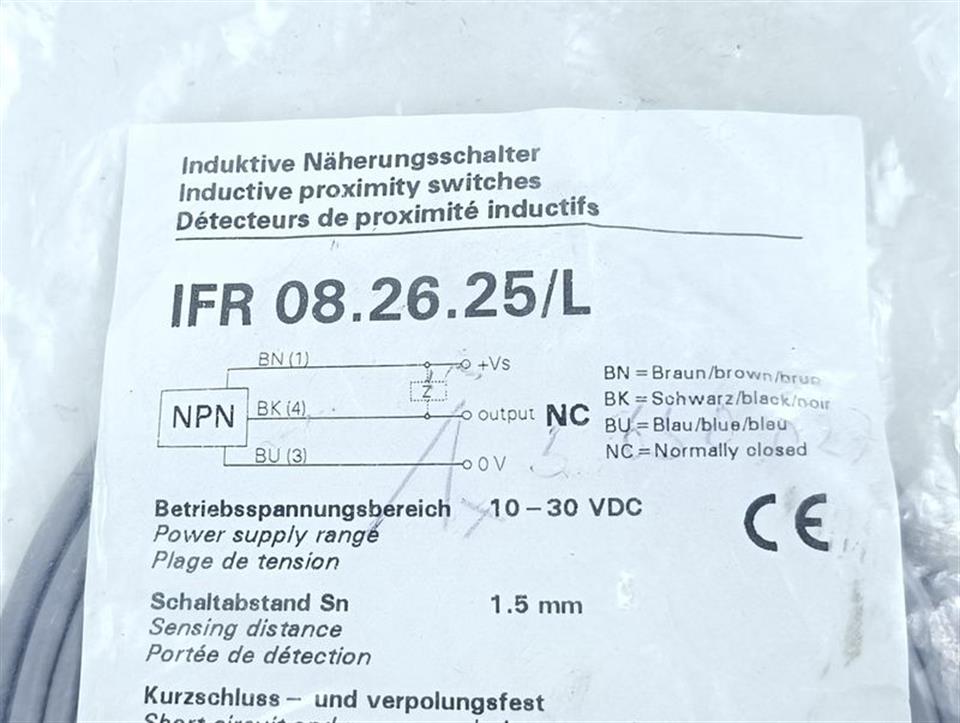 Induktive Näherungsschalter
Inductive proximity switches
Détecteurs de proximité inductifs
IFR 08.26.25/L
BN (1) +Vs
Z
NPN BK (4) output NC
BU (3) 0 V
BN = Braun/brown/brun
BK = Schwarz/black/noir
BU = Blau/blue/bleu
NC = Normally closed
Betriebsspannungsbereich 10 – 30 VDC
Power supply range
Plage de tension
CE
Schaltabstand Sn 1.5 mm
Sensing distance
Portée de détection
Kurzschluss – und verpolungsfest
Short circuit and